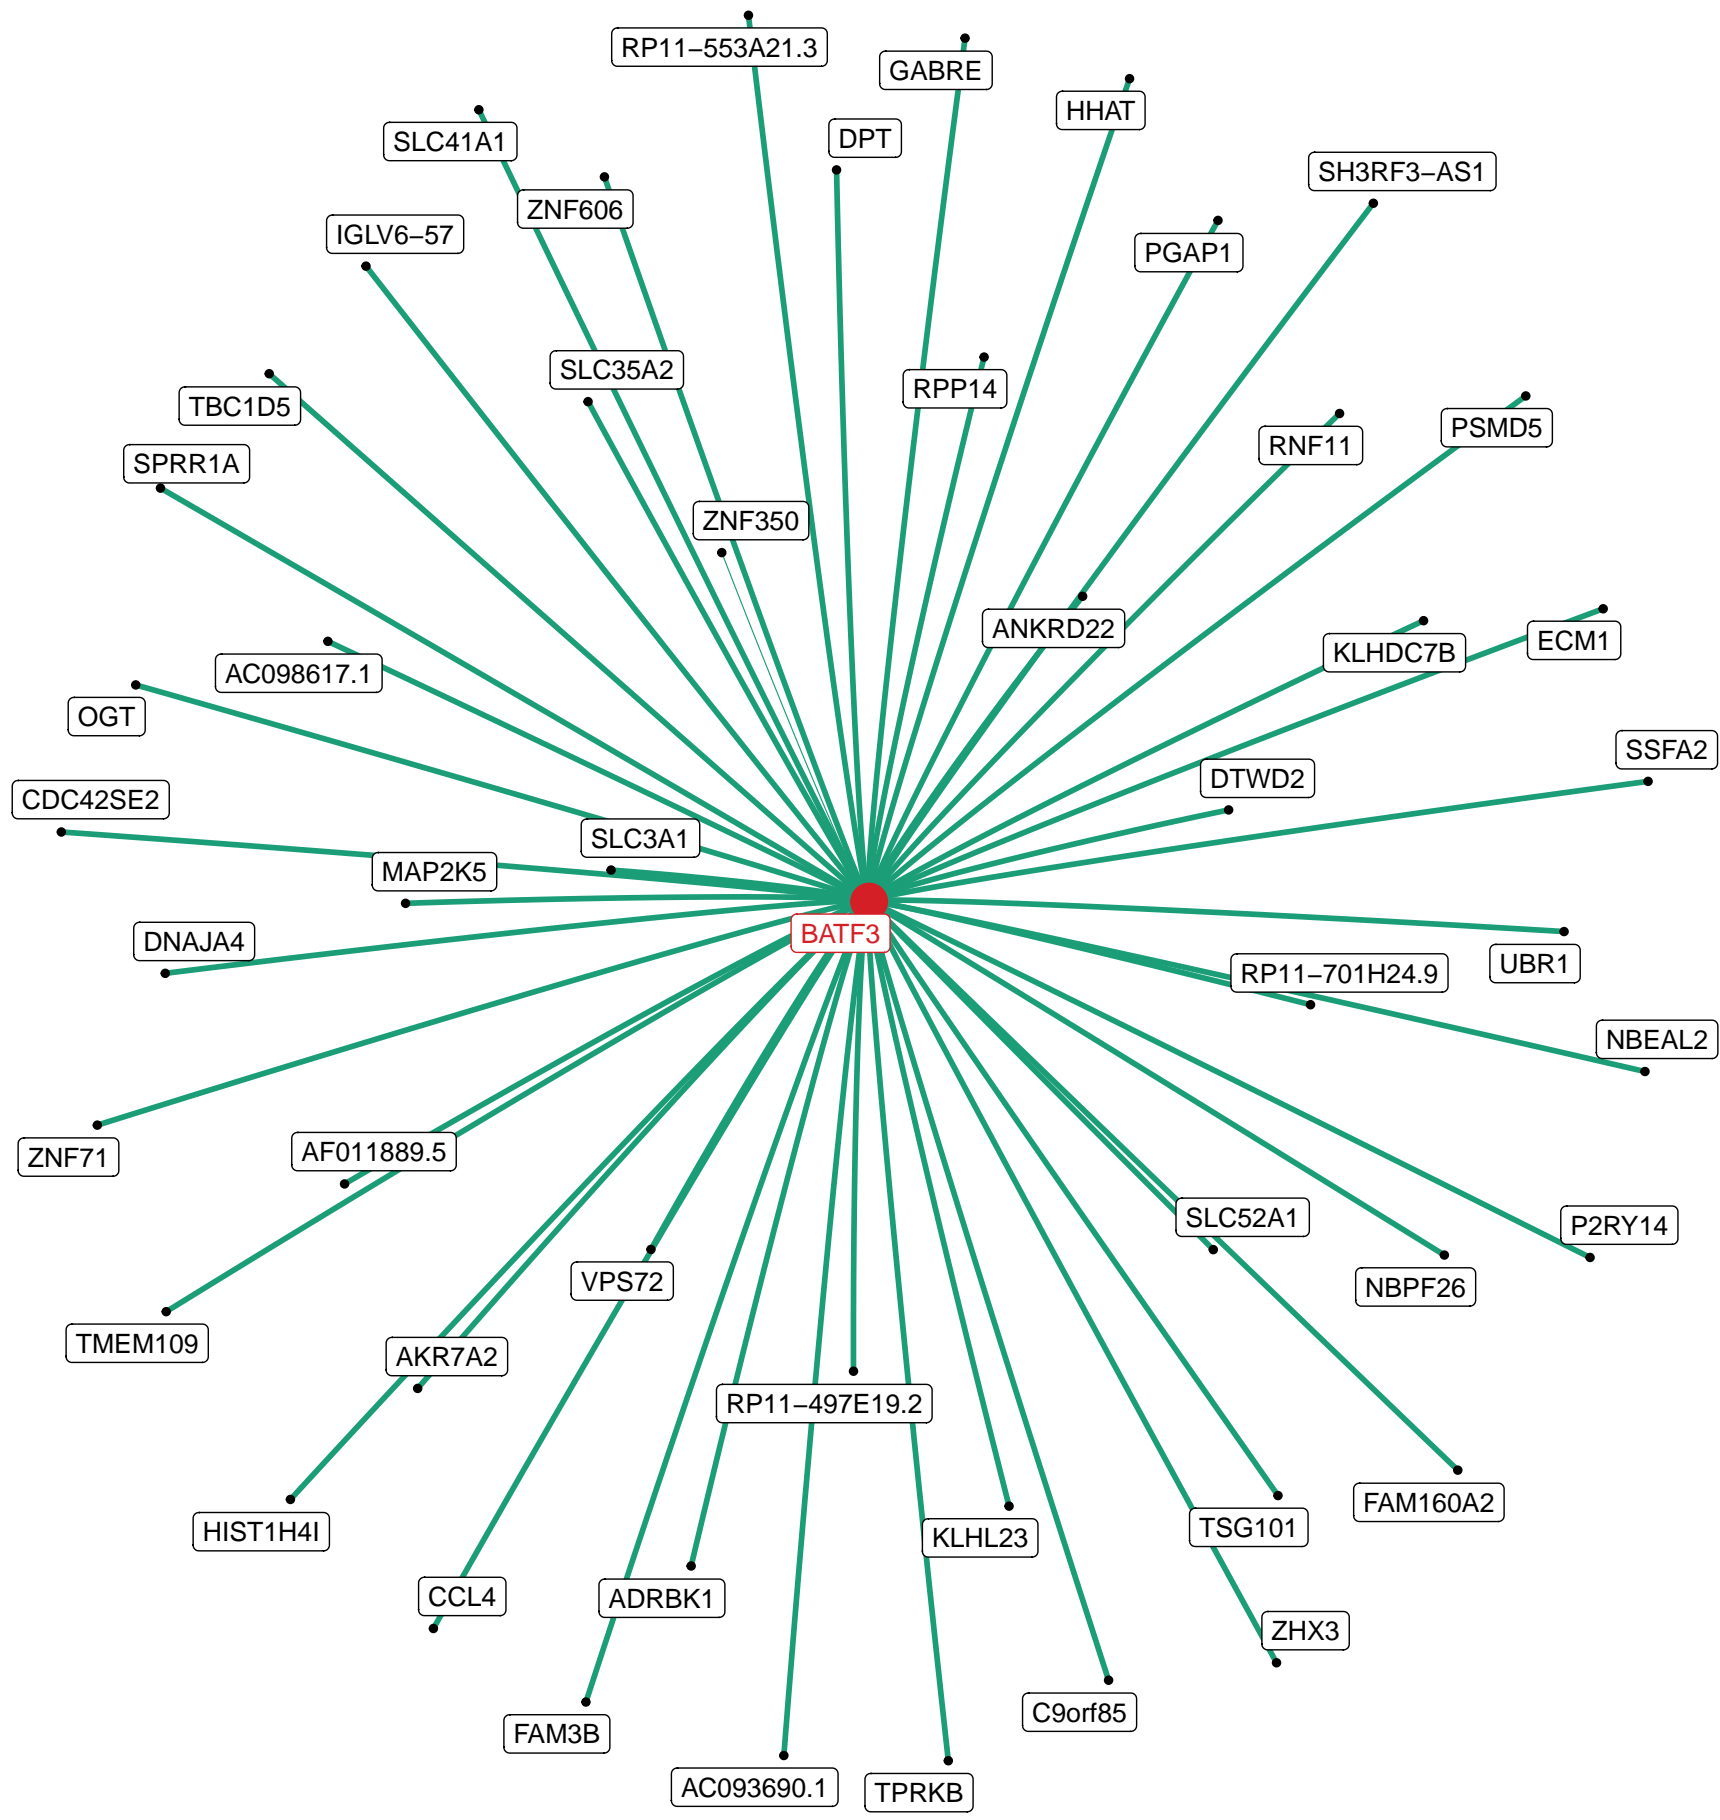 RP11−553A21.3
GABRE
HHAT
DPT
SLC41A1
SH3RF3−AS1
ZNF606
IGLV6−57
PGAP1
SLC35A2
RPP14
TBC1D5
PSMD5
RNF11
SPRR1A
ZNF350
ANKRD22
ECM1
KLHDC7B
AC098617.1
OGT
SSFA2
DTWD2
CDC42SE2
SLC3A1
MAP2K5
BATF3
DNAJA4
UBR1
RP11−701H24.9
NBEAL2
AF011889.5
ZNF71
SLC52A1
P2RY14
VPS72
NBPF26
TMEM109
AKR7A2
RP11−497E19.2
FAM160A2
TSG101
HIST1H4I
KLHL23
CCL4
ADRBK1
ZHX3
C9orf85
FAM3B
AC093690.1
TPRKB